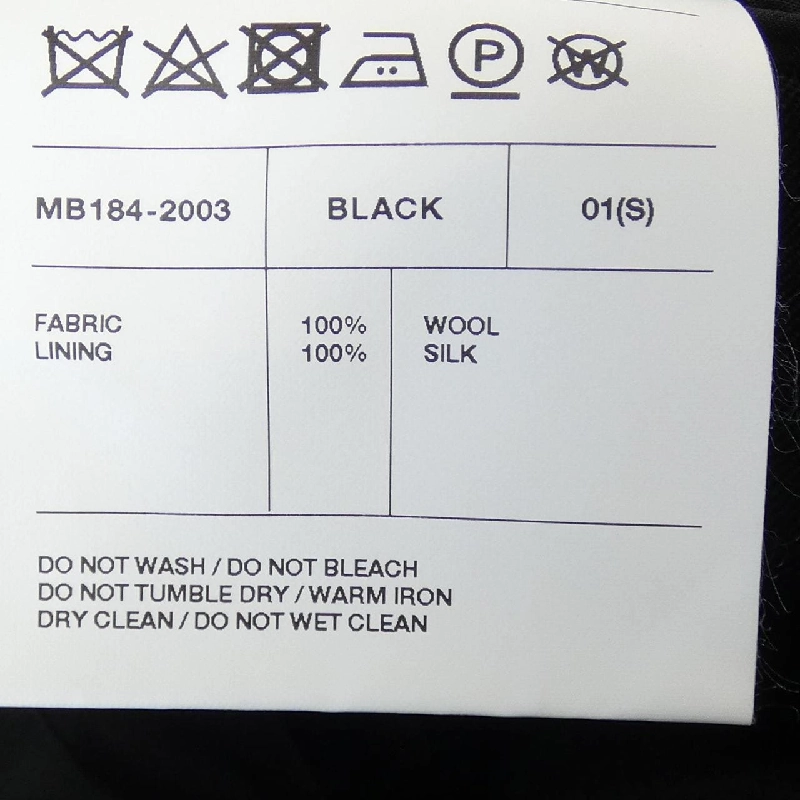 P W
MB184-2003 BLACK 01(S)
FABRIC 100% WOOL
LINING 100% SILK
DO NOT WASH / DO NOT BLEACH
DO NOT TUMBLE DRY / WARM IRON
DRY CLEAN / DO NOT WET CLEAN